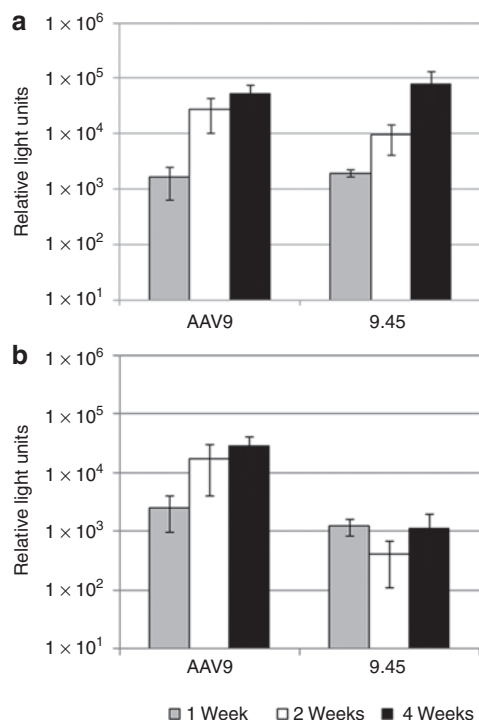 a
Relative light units
1 × 10⁶
1 × 10⁵
1 × 10⁴
1 × 10³
1 × 10²
1 × 10¹
AAV9 9.45
b
Relative light units
1 × 10⁶
1 × 10⁵
1 × 10⁴
1 × 10³
1 × 10²
1 × 10¹
AAV9 9.45
1 Week 2 Weeks 4 Weeks